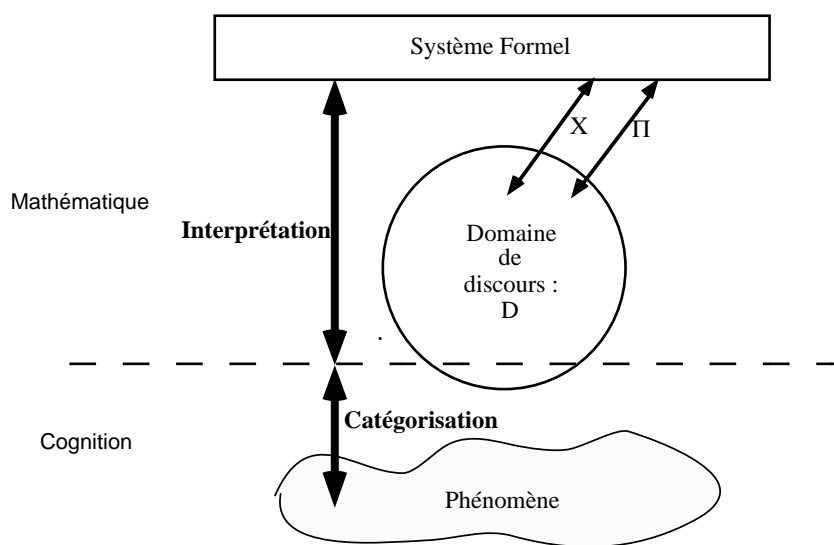 Système Formel
X
Π
Mathématique
Interprétation
Domaine
de
discours :
D
Catégorisation
Cognition
Phénomène